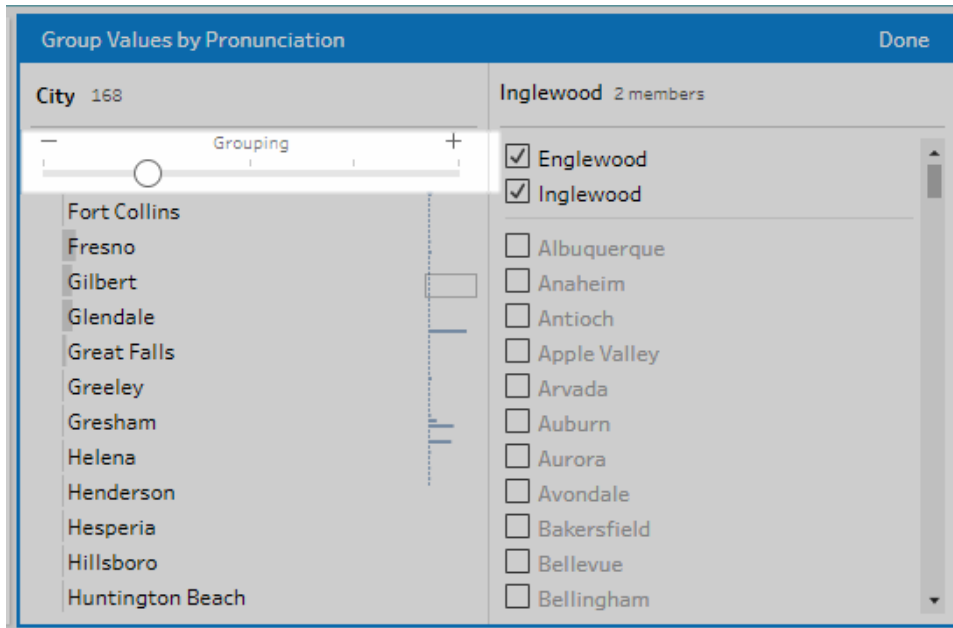 Group Values by Pronunciation Done
City 168
− Grouping +
Fort Collins
Fresno
Gilbert
Glendale
Great Falls
Greeley
Gresham
Helena
Henderson
Hesperia
Hillsboro
Huntington Beach
Inglewood 2 members
Englewood
Inglewood
Albuquerque
Anaheim
Antioch
Apple Valley
Arvada
Auburn
Aurora
Avondale
Bakersfield
Bellevue
Bellingham